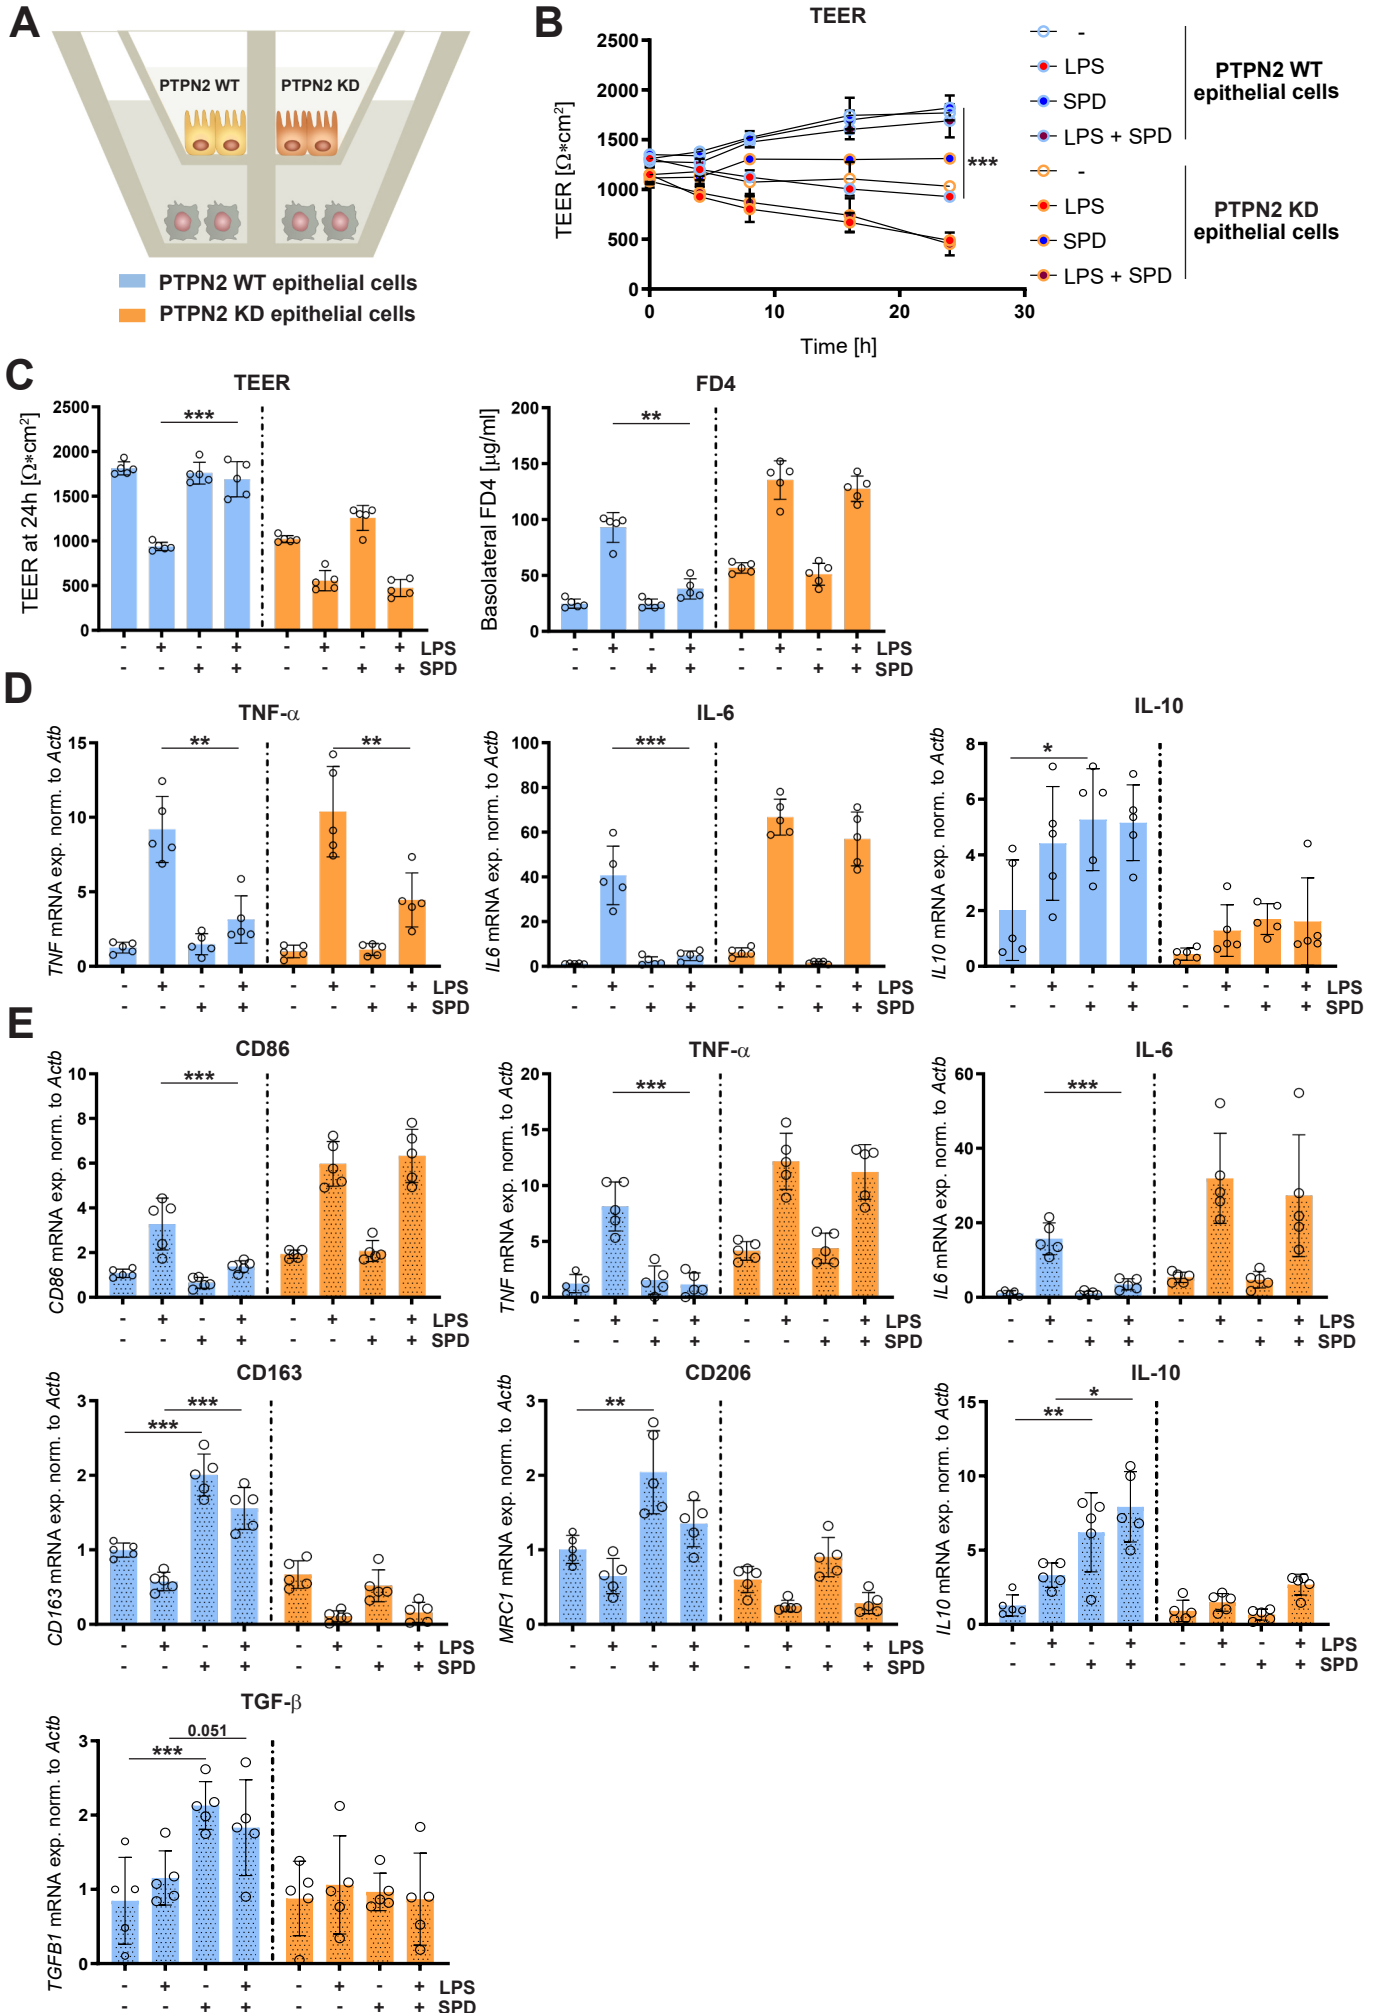 A
PTPN2 WT
PTPN2 KD
PTPN2 WT epithelial cells
PTPN2 KD epithelial cells
B
TEER
TEER [Ω*cm²]
2500
2000
1500
1000
500
0
0
10
20
30
Time [h]
***
-
LPS
SPD
LPS + SPD
PTPN2 WT
epithelial cells
-
LPS
SPD
LPS + SPD
PTPN2 KD
epithelial cells
C
TEER
TEER at 24h [Ω*cm²]
2500
2000
1500
1000
500
0
***
- + - + - + - + LPS
- - + + - - + + SPD
FD4
Basolateral FD4 [µg/ml]
200
150
100
50
0
**
- + - + - + - + LPS
- - + + - - + + SPD
D
TNF-α
TNF mRNA exp. norm. to Actb
15
10
5
0
**
**
- + - + - + - + LPS
- - + + - - + + SPD
IL-6
IL6 mRNA exp. norm. to Actb
100
80
60
40
20
0
***
- + - + - + - + LPS
- - + + - - + + SPD
IL-10
IL10 mRNA exp. norm. to Actb
8
6
4
2
0
*
- + - + - + - + LPS
- - + + - - + + SPD
E
CD86
CD86 mRNA exp. norm. to Actb
10
8
6
4
2
0
***
- + - + - + - + LPS
- - + + - - + + SPD
TNF-α
TNF mRNA exp. norm. to Actb
20
15
10
5
0
***
- + - + - + - + LPS
- - + + - - + + SPD
IL-6
IL6 mRNA exp. norm. to Actb
60
40
20
0
***
- + - + - + - + LPS
- - + + - - + + SPD
CD163
CD163 mRNA exp. norm. to Actb
3
2
1
0
***
***
- + - + - + - + LPS
- - + + - - + + SPD
CD206
MRC1 mRNA exp. norm. to Actb
3
2
1
0
**
- + - + - + - + LPS
- - + + - - + + SPD
IL-10
IL10 mRNA exp. norm. to Actb
15
10
5
0
*
**
- + - + - + - + LPS
- - + + - - + + SPD
TGF-β
TGFB1 mRNA exp. norm. to Actb
3
2
1
0
0.051
***
- + - + - + - + LPS
- - + + - - + + SPD